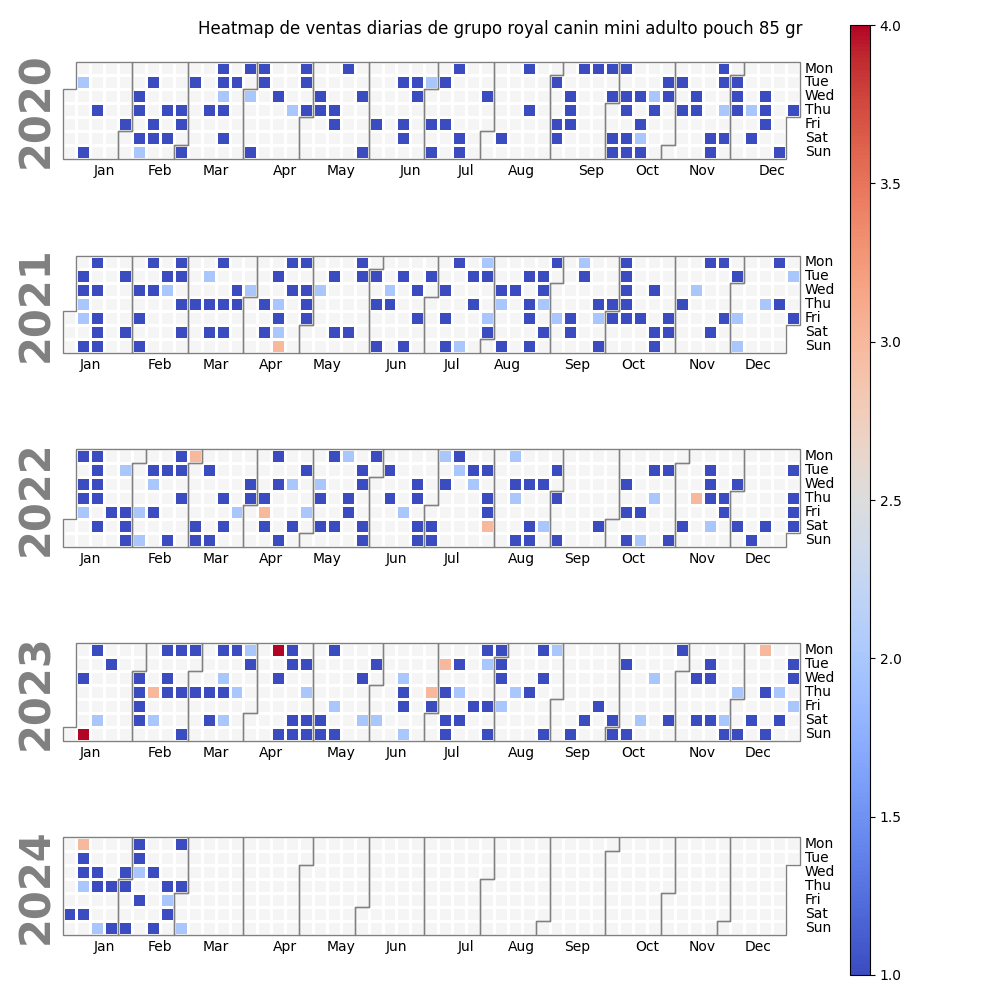 Heatmap de ventas diarias de grupo royal canin mini adulto pouch 85 gr
4.0
3.5
3.0
2.5
2.0
1.5
1.0
2020
Mon
Tue
Wed
Thu
Fri
Sat
Sun
Jan Feb Mar Apr May Jun Jul Aug Sep Oct Nov Dec
2021
Mon
Tue
Wed
Thu
Fri
Sat
Sun
Jan Feb Mar Apr May Jun Jul Aug Sep Oct Nov Dec
2022
Mon
Tue
Wed
Thu
Fri
Sat
Sun
Jan Feb Mar Apr May Jun Jul Aug Sep Oct Nov Dec
2023
Mon
Tue
Wed
Thu
Fri
Sat
Sun
Jan Feb Mar Apr May Jun Jul Aug Sep Oct Nov Dec
2024
Mon
Tue
Wed
Thu
Fri
Sat
Sun
Jan Feb Mar Apr May Jun Jul Aug Sep Oct Nov Dec